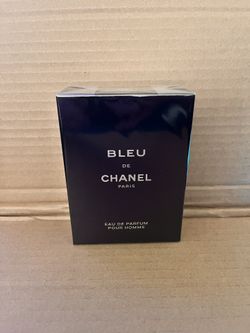 BLEU
DE
CHANEL
PARIS
EAU DE PARFUM
POUR HOMME